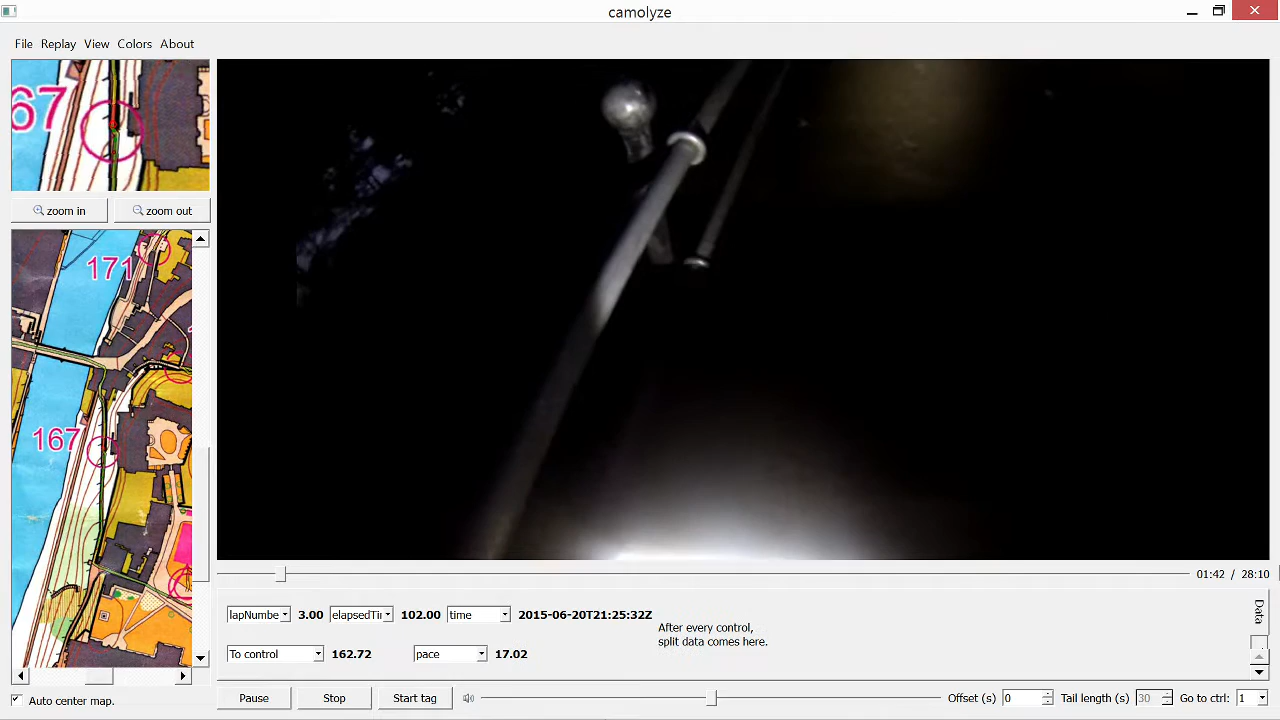 camolyze
File Replay View Colors About
67
zoom in zoom out
171
167
01:42 / 28:10
lapNumbe 3.00 elapsedTi 102.00 time 2015-06-20T21:25:32Z
After every control,
split data comes here.
Data
To control 162.72 pace 17.02
Auto center map.
Pause Stop Start tag Offset (s) 0 Tail length (s) 30 Go to ctrl: 1